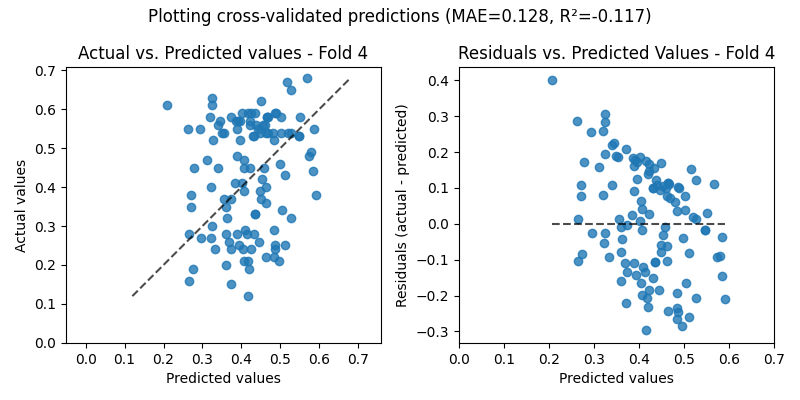 Plotting cross-validated predictions (MAE=0.128, R²=-0.117)
Actual vs. Predicted values - Fold 4
0.7
0.6
0.5
0.4
0.3
0.2
0.1
0.0
Actual values
0.0 0.1 0.2 0.3 0.4 0.5 0.6 0.7
Predicted values
Residuals vs. Predicted Values - Fold 4
0.4
0.3
0.2
0.1
0.0
−0.1
−0.2
−0.3
Residuals (actual - predicted)
0.0 0.1 0.2 0.3 0.4 0.5 0.6 0.7
Predicted values